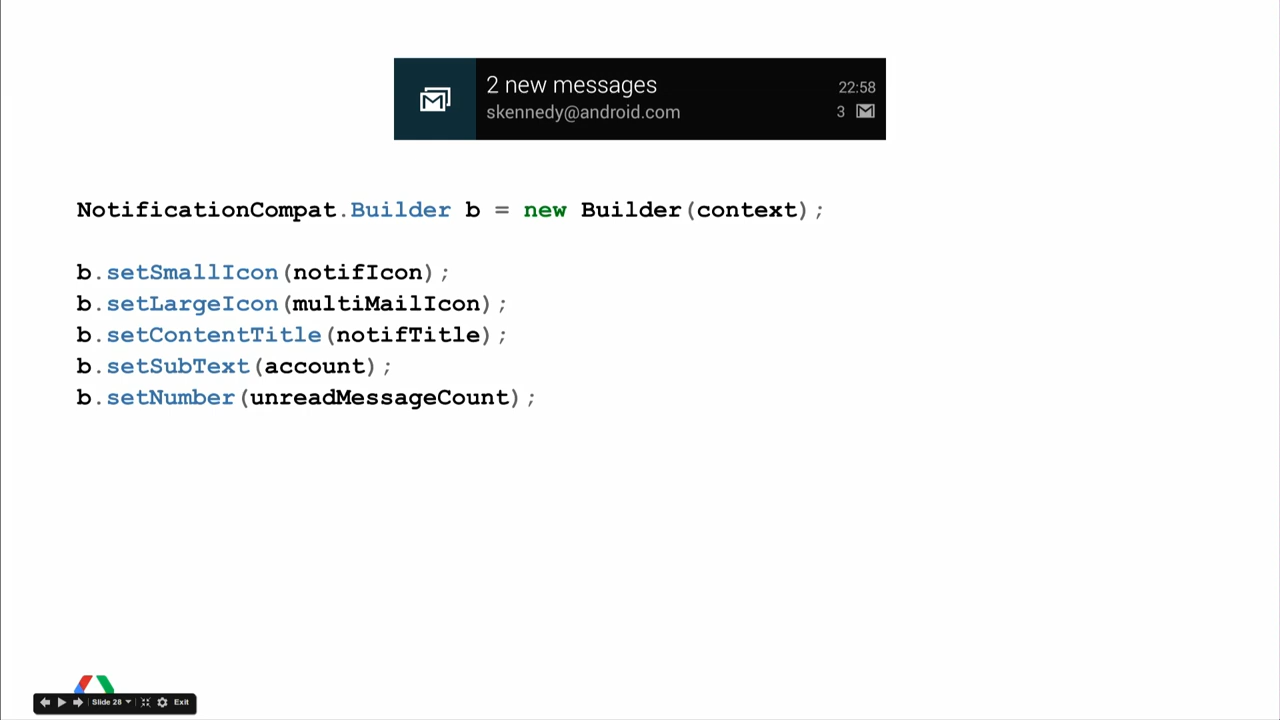 2 new messages
22:58
skennedy@android.com
3
NotificationCompat.Builder b = new Builder(context);
b.setSmallIcon(notifIcon);
b.setLargeIcon(multiMailIcon);
b.setContentTitle(notifTitle);
b.setSubText(account);
b.setNumber(unreadMessageCount);
Slide 28
Exit